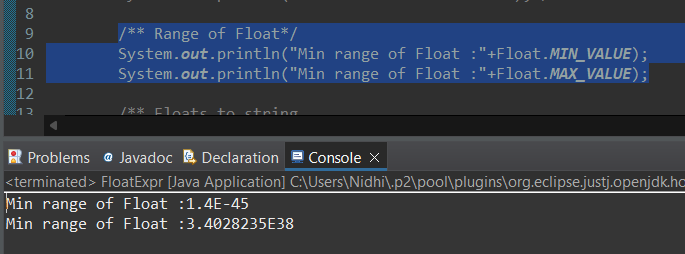 8
9 /** Range of Float*/
10 System.out.println("Min range of Float :"+Float.MIN_VALUE);
11 System.out.println("Min range of Float :"+Float.MAX_VALUE);
12
13 /** Floats to string
Problems @ Javadoc Declaration Console
<terminated> FloatExpr [Java Application] C:\Users\Nidhi\.p2\pool\plugins\org.eclipse.justj.openjdk.ho
Min range of Float :1.4E-45
Min range of Float :3.4028235E38